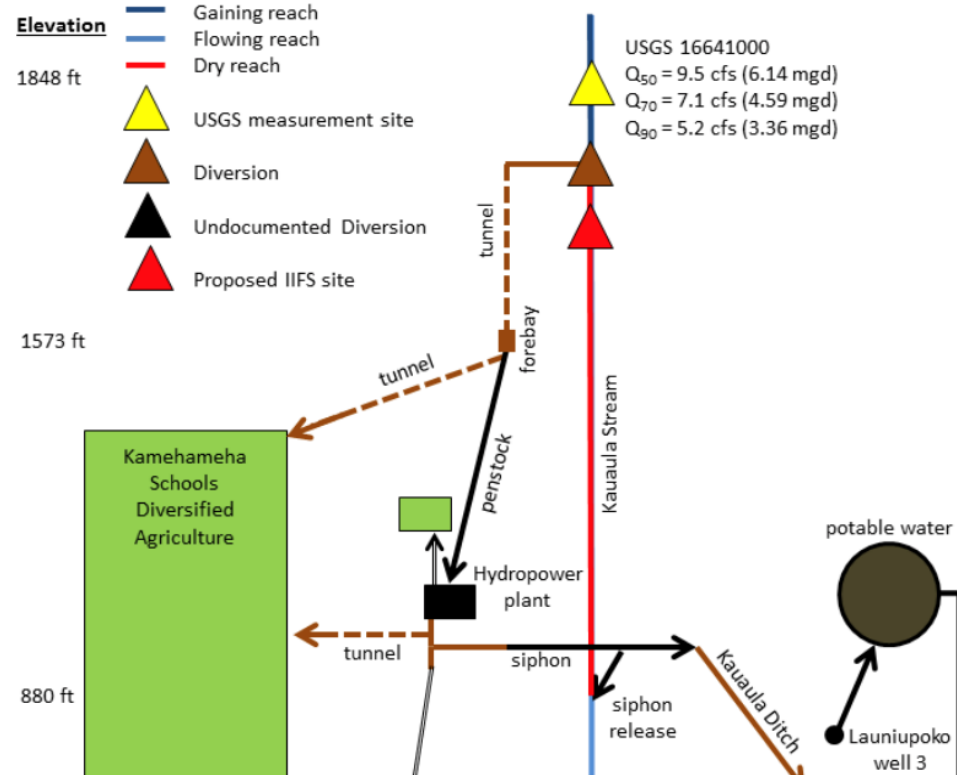 Elevation
Gaining reach
Flowing reach
Dry reach
1848 ft
USGS measurement site
Diversion
Undocumented Diversion
Proposed IIFS site
USGS 16641000
Q₅₀ = 9.5 cfs (6.14 mgd)
Q₇₀ = 7.1 cfs (4.59 mgd)
Q₉₀ = 5.2 cfs (3.36 mgd)
tunnel
1573 ft
forebay
tunnel
Kamehameha
Schools
Diversified
Agriculture
penstock
Kauaula Stream
Hydropower
plant
potable water
tunnel
siphon
880 ft
siphon
release
Kauaula Ditch
Launiupoko
well 3